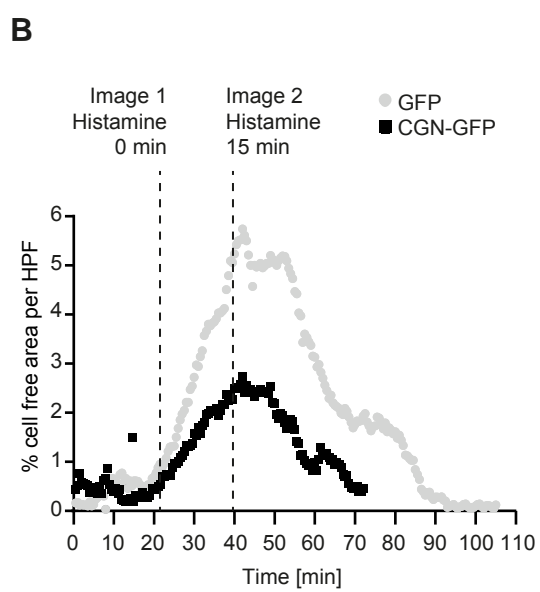 B
Image 1
Histamine
0 min
Image 2
Histamine
15 min
GFP
CGN-GFP
% cell free area per HPF
6
5
4
3
2
1
0
0 10 20 30 40 50 60 70 80 90 100 110
Time [min]